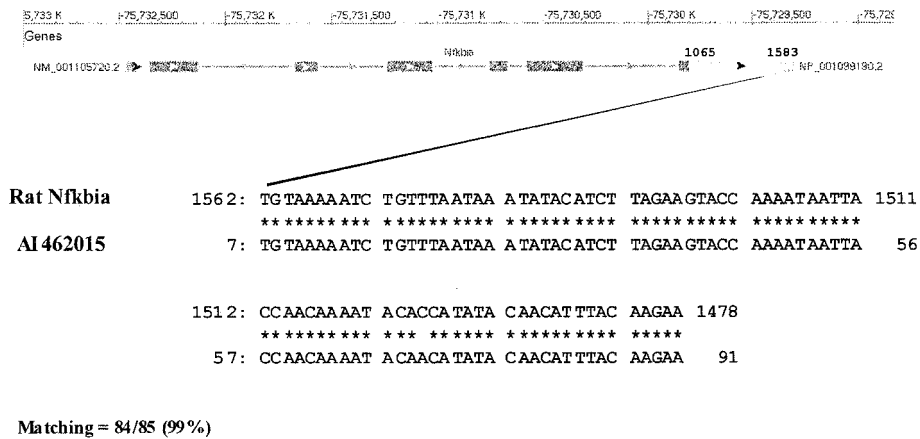 5,733 K |-75,732,500 |-75,732 K |-75,731,500 |-75,731 K |-75,730,500 |-75,730 K |-75,729,500 |-75,729
Genes
Nfkbia 1065 1583
NM_001105720.2 NP_001099190.2
Rat Nfkbia 1562: TGTAAAAATC TGTTTAATAA ATATACATCT TAGAAGTACC AAAATAATTA 1511
********** ********** ********** ********** **********
AI462015 7: TGTAAAAATC TGTTTAATAA ATATACATCT TAGAAGTACC AAAATAATTA 56
1512: CCAACAAAAT ACACCATATA CAACATTTAC AAGAA 1478
********** *** ****** ********** *****
57: CCAACAAAAT ACAACATATA CAACATTTAC AAGAA 91
Matching = 84/85 (99%)